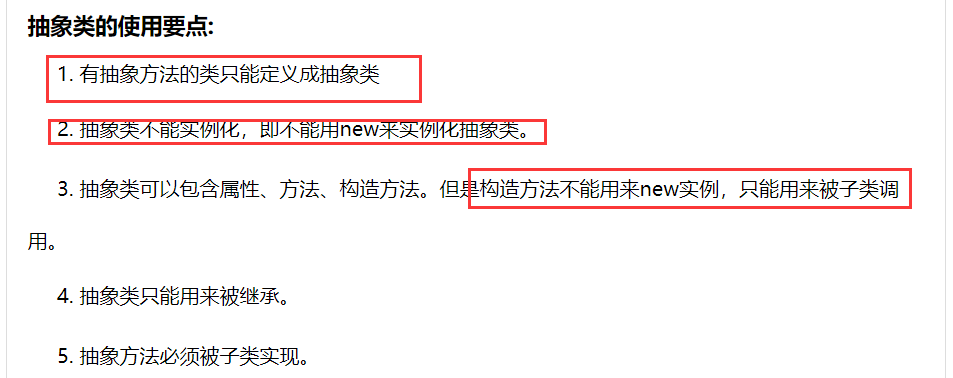 抽象类的使用要点:
1. 有抽象方法的类只能定义成抽象类
2. 抽象类不能实例化，即不能用new来实例化抽象类。
3. 抽象类可以包含属性、方法、构造方法。但是构造方法不能用来new实例，只能用来被子类调
用。
4. 抽象类只能用来被继承。
5. 抽象方法必须被子类实现。